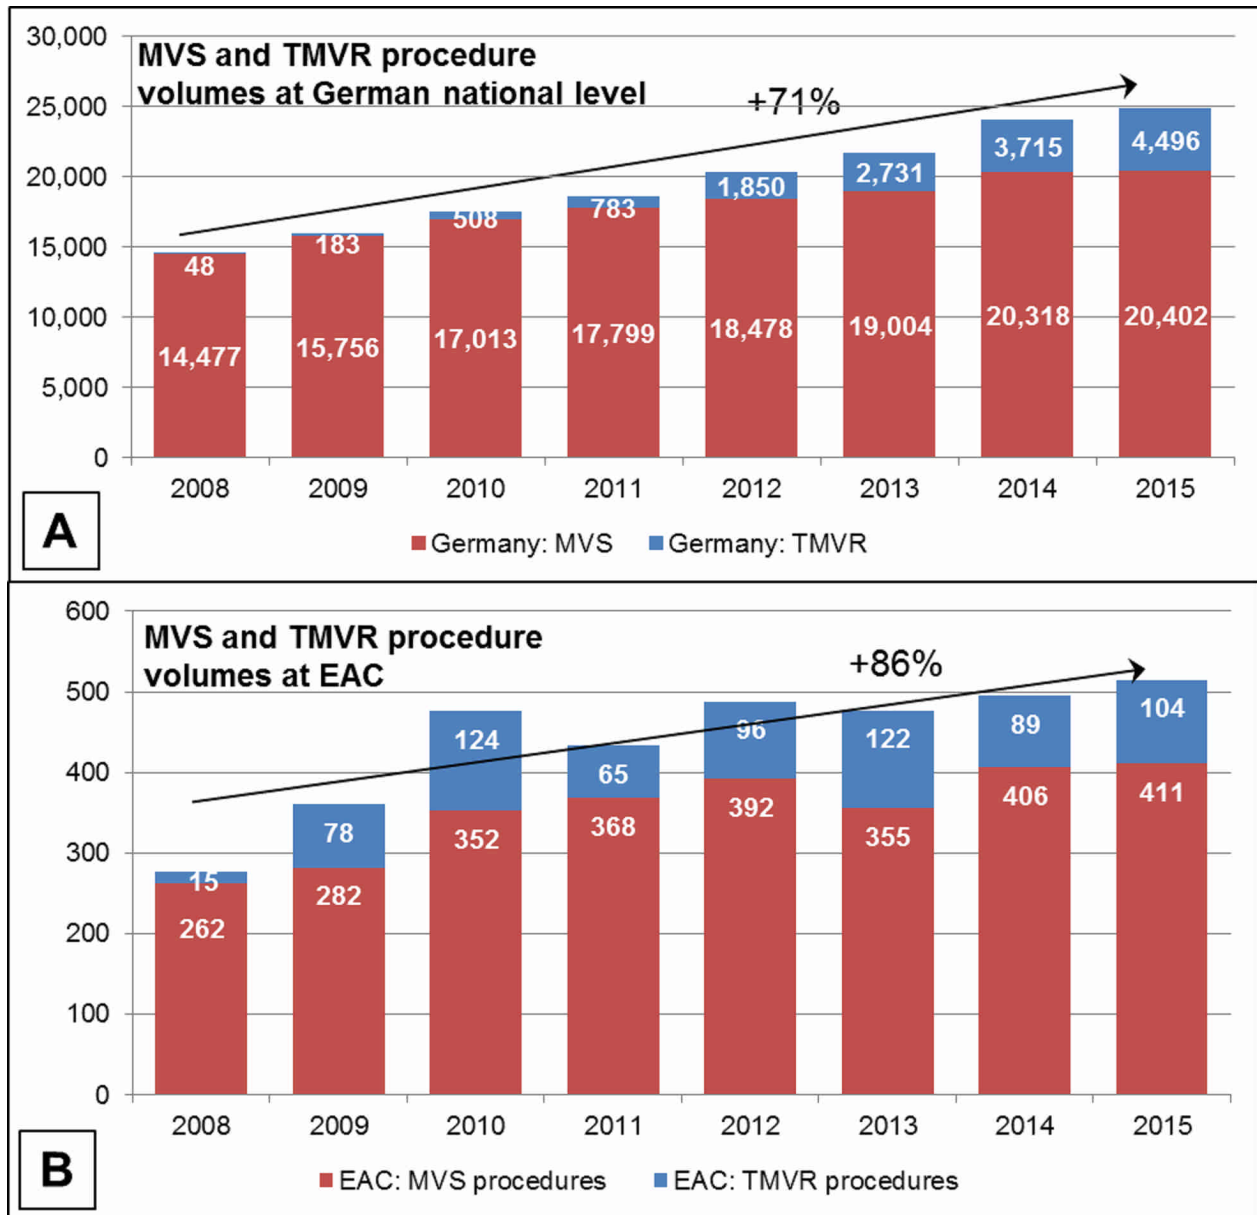 30,000
25,000
20,000
15,000
10,000
5,000
0
MVS and TMVR procedure
volumes at German national level
+71%
48 183 508 783 1,850 2,731 3,715 4,496
14,477 15,756 17,013 17,799 18,478 19,004 20,318 20,402
2008 2009 2010 2011 2012 2013 2014 2015
A
Germany: MVS Germany: TMVR
600
500
400
300
200
100
0
MVS and TMVR procedure
volumes at EAC
+86%
15 78 124 65 96 122 89 104
262 282 352 368 392 355 406 411
2008 2009 2010 2011 2012 2013 2014 2015
B
EAC: MVS procedures EAC: TMVR procedures